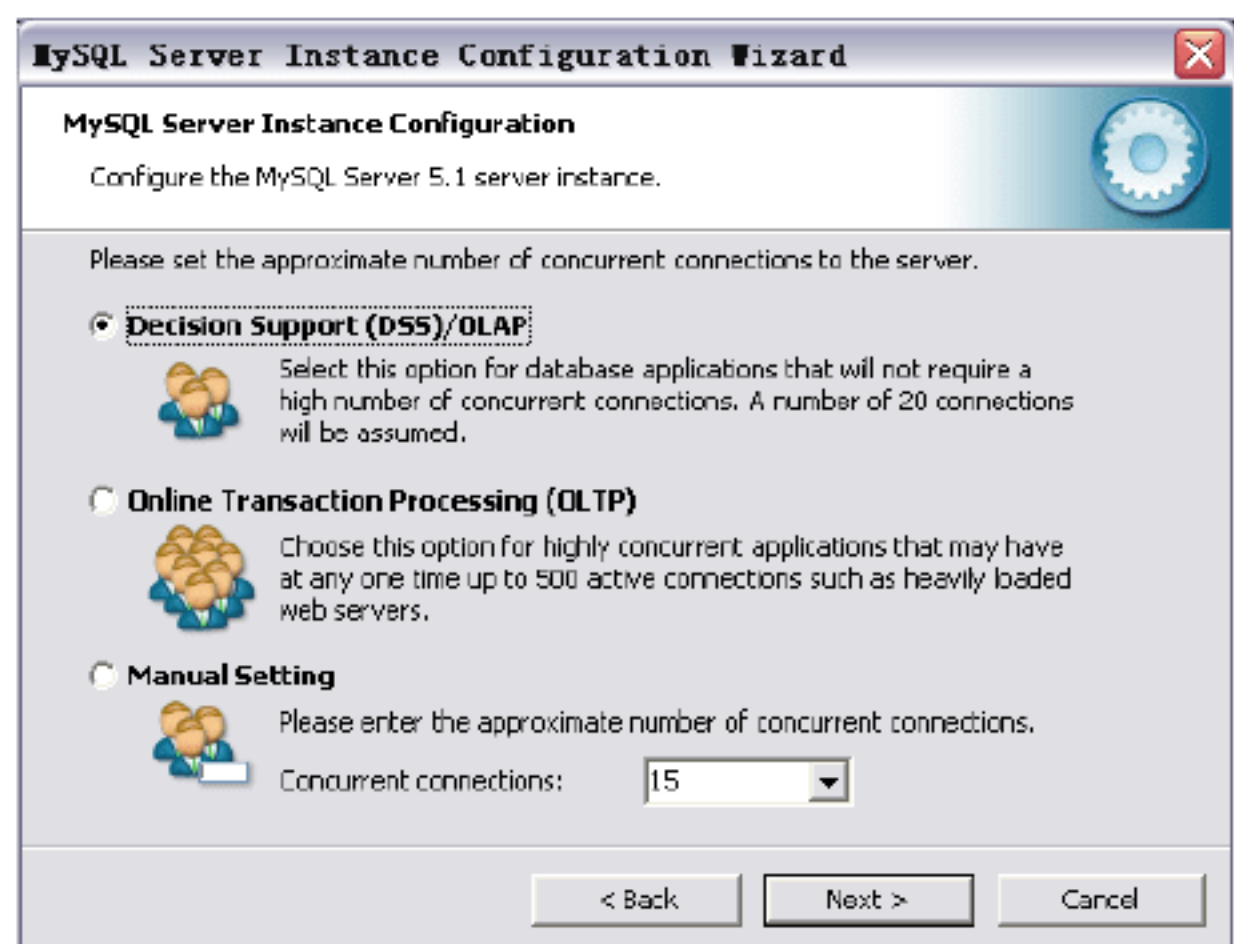 MySQL Server Instance Configuration Wizard
MySQL Server Instance Configuration
Configure the MySQL Server 5.1 server instance.
Please set the approximate number of concurrent connections to the server.
Decision Support (DSS)/OLAP
Select this option for database applications that will not require a
high number of concurrent connections. A number of 20 connections
will be assumed.
Online Transaction Processing (OLTP)
Choose this option for highly concurrent applications that may have
at any one time up to 500 active connections such as heavily loaded
web servers.
Manual Setting
Please enter the approximate number of concurrent connections.
Concurrent connections: 15
< Back Next > Cancel